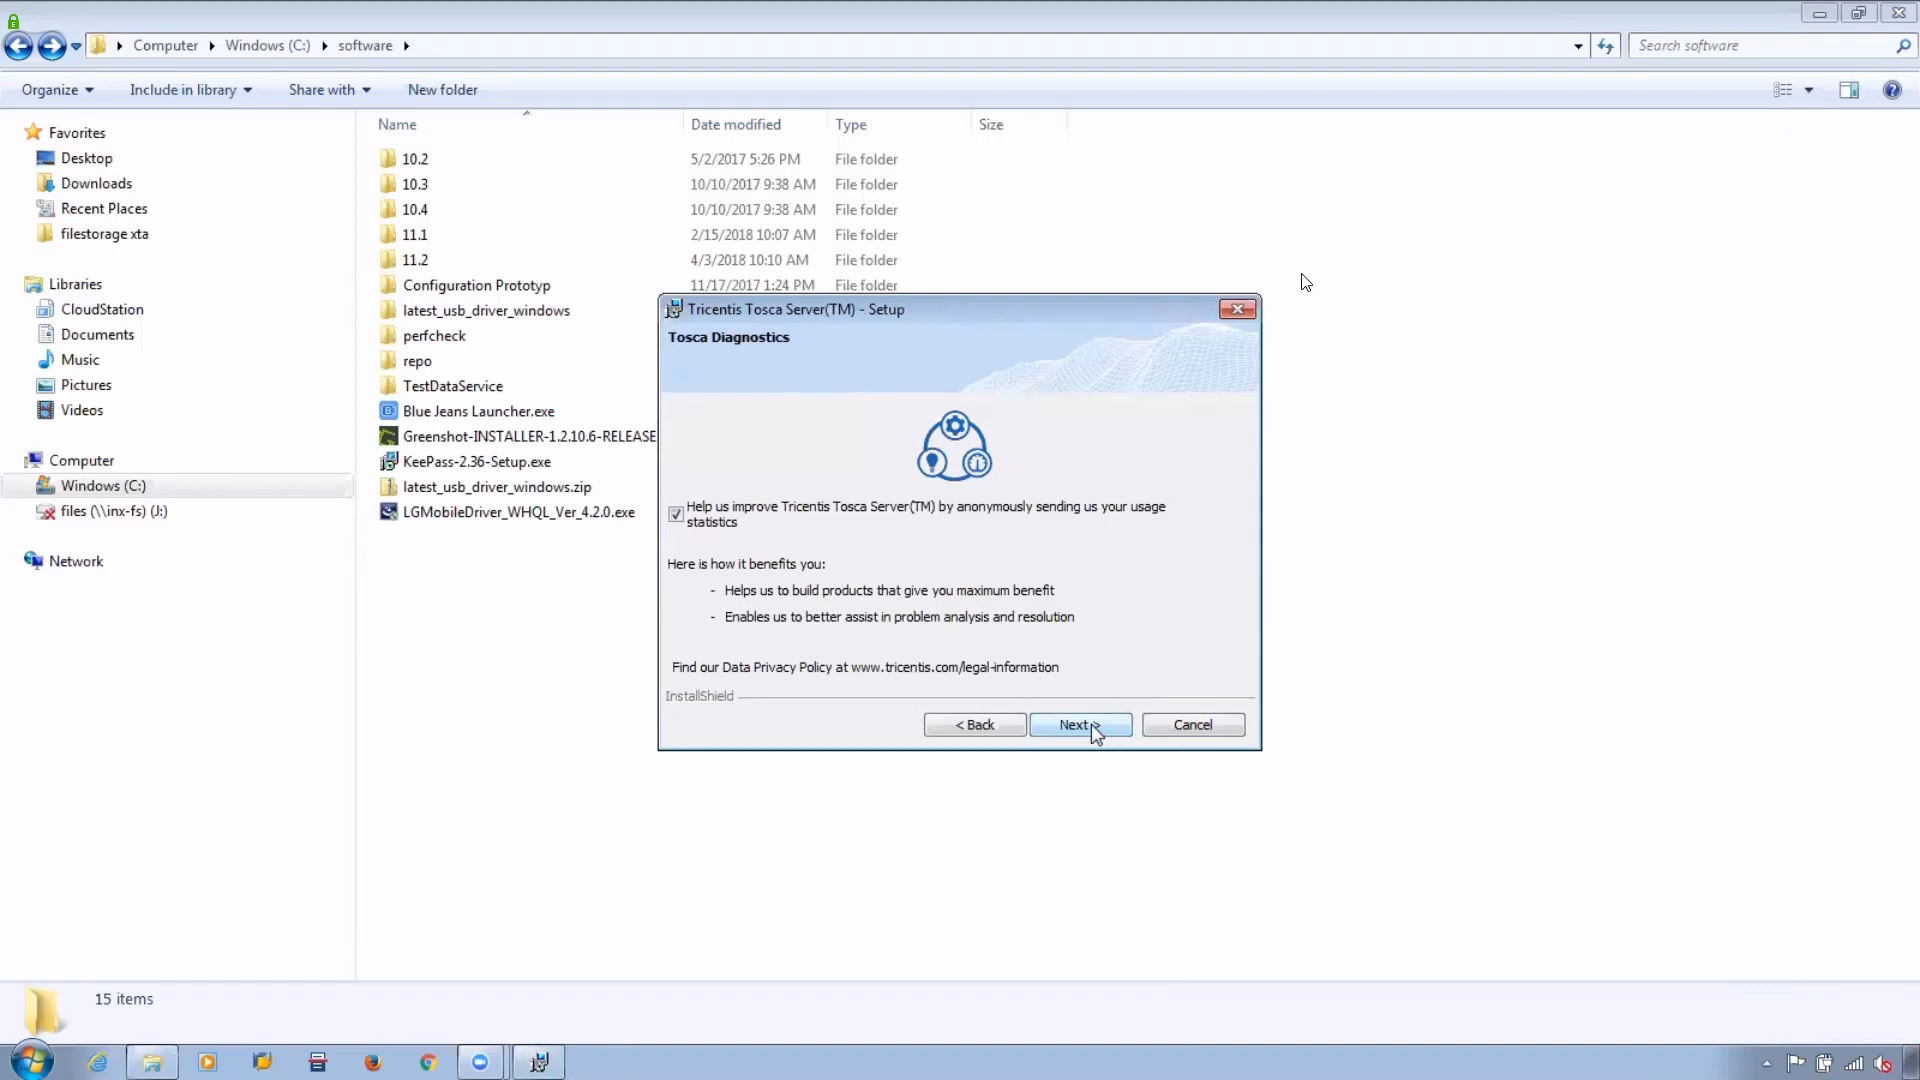 Computer
Windows (C:)
software
Search software
Organize
Include in library
Share with
New folder
Name
Date modified
Type
Size
Favorites
Desktop
Downloads
Recent Places
filestorage xta
Libraries
CloudStation
Documents
Music
Pictures
Videos
Computer
Windows (C:)
files (\\inx-fs) (J:)
Network
10.2 5/2/2017 5:26 PM File folder
10.3 10/10/2017 9:38 AM File folder
10.4 10/10/2017 9:38 AM File folder
11.1 2/15/2018 10:07 AM File folder
11.2 4/3/2018 10:10 AM File folder
Configuration Prototyp 11/17/2017 1:24 PM File folder
latest_usb_driver_windows
perfcheck
repo
TestDataService
Blue Jeans Launcher.exe
Greenshot-INSTALLER-1.2.10.6-RELEASE
KeePass-2.36-Setup.exe
latest_usb_driver_windows.zip
LGMobileDriver_WHQL_Ver_4.2.0.exe
Tricentis Tosca Server(TM) - Setup
Tosca Diagnostics
Help us improve Tricentis Tosca Server(TM) by anonymously sending us your usage
statistics
Here is how it benefits you:
- Helps us to build products that give you maximum benefit
- Enables us to better assist in problem analysis and resolution
Find our Data Privacy Policy at www.tricentis.com/legal-information
InstallShield
< Back
Next >
Cancel
15 items